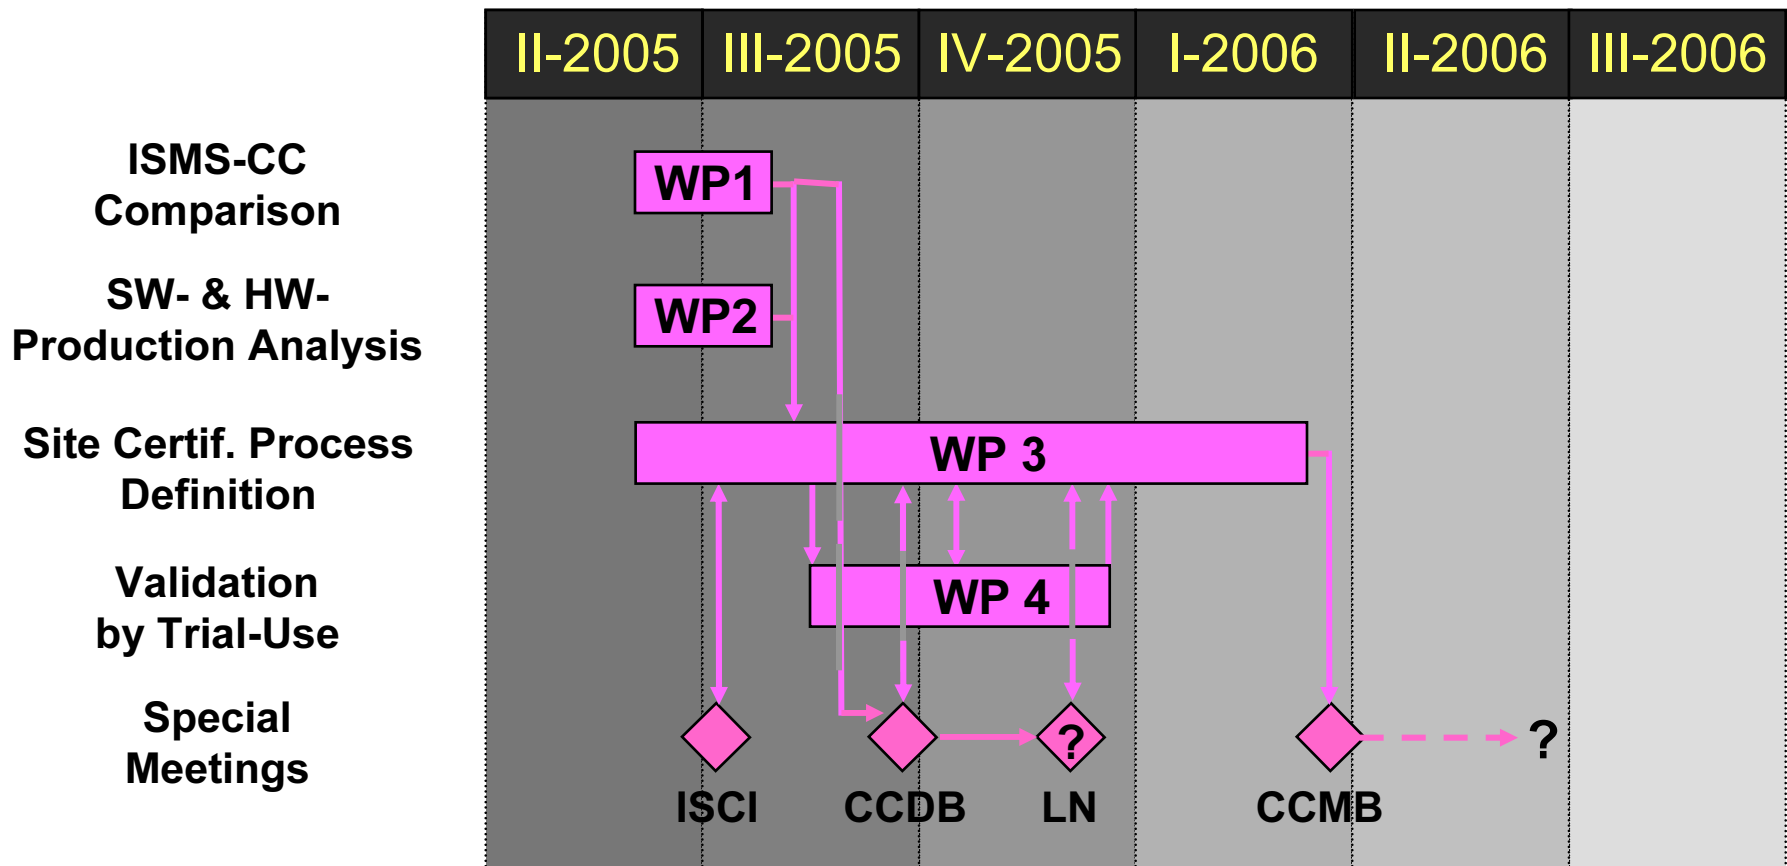 II-2005 III-2005 IV-2005 I-2006 II-2006 III-2006
ISMS-CC
Comparison
WP1
SW- & HW-
Production Analysis
WP2
Site Certif. Process
Definition
WP 3
Validation
by Trial-Use
WP 4
Special
Meetings
?
?
ISCI CCDB LN CCMB